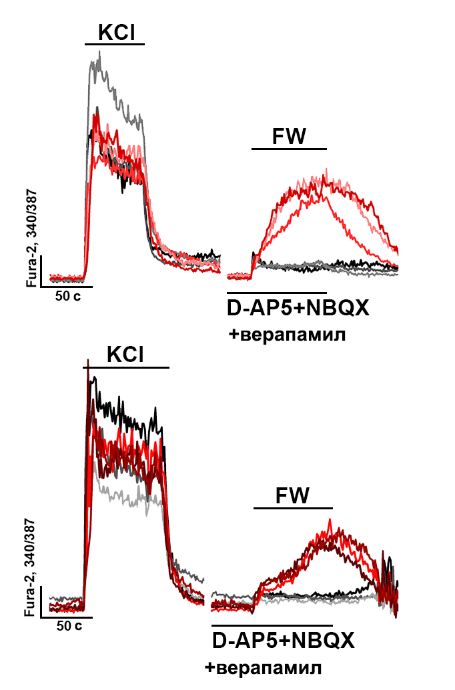 KCl
FW
Fura-2, 340/387
50 с
D-AP5+NBQX
+верапамил
KCl
FW
Fura-2, 340/387
50 с
D-AP5+NBQX
+верапамил